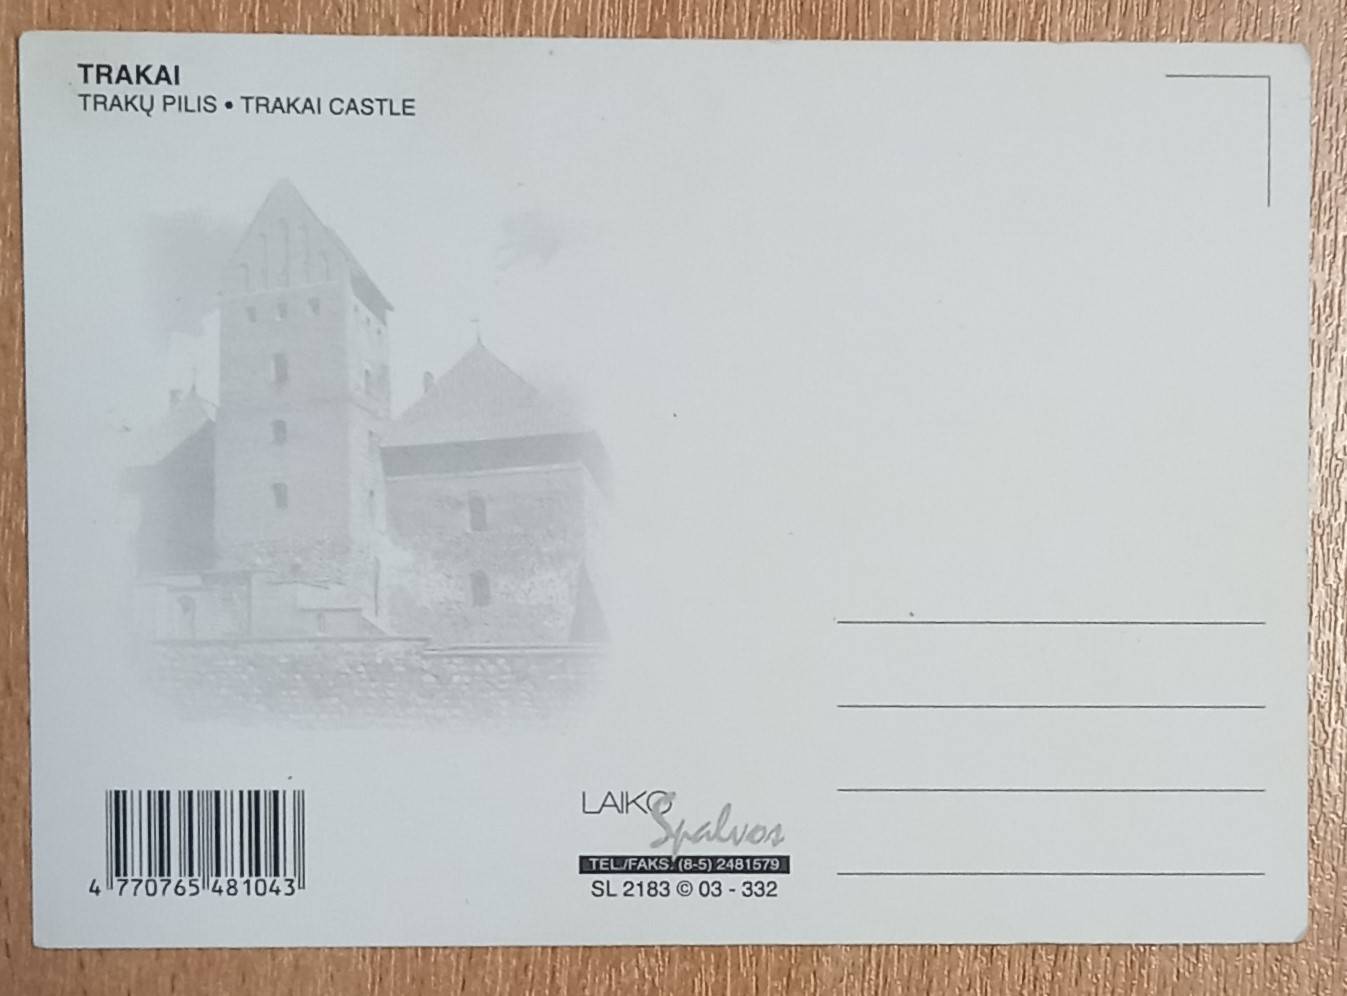 TRAKAI
TRAKŲ PILIS • TRAKAI CASTLE
LAIKO
Spalvos
TEL./FAKS. (8-5) 2481579
SL 2183 © 03 - 332
4 770765 481043